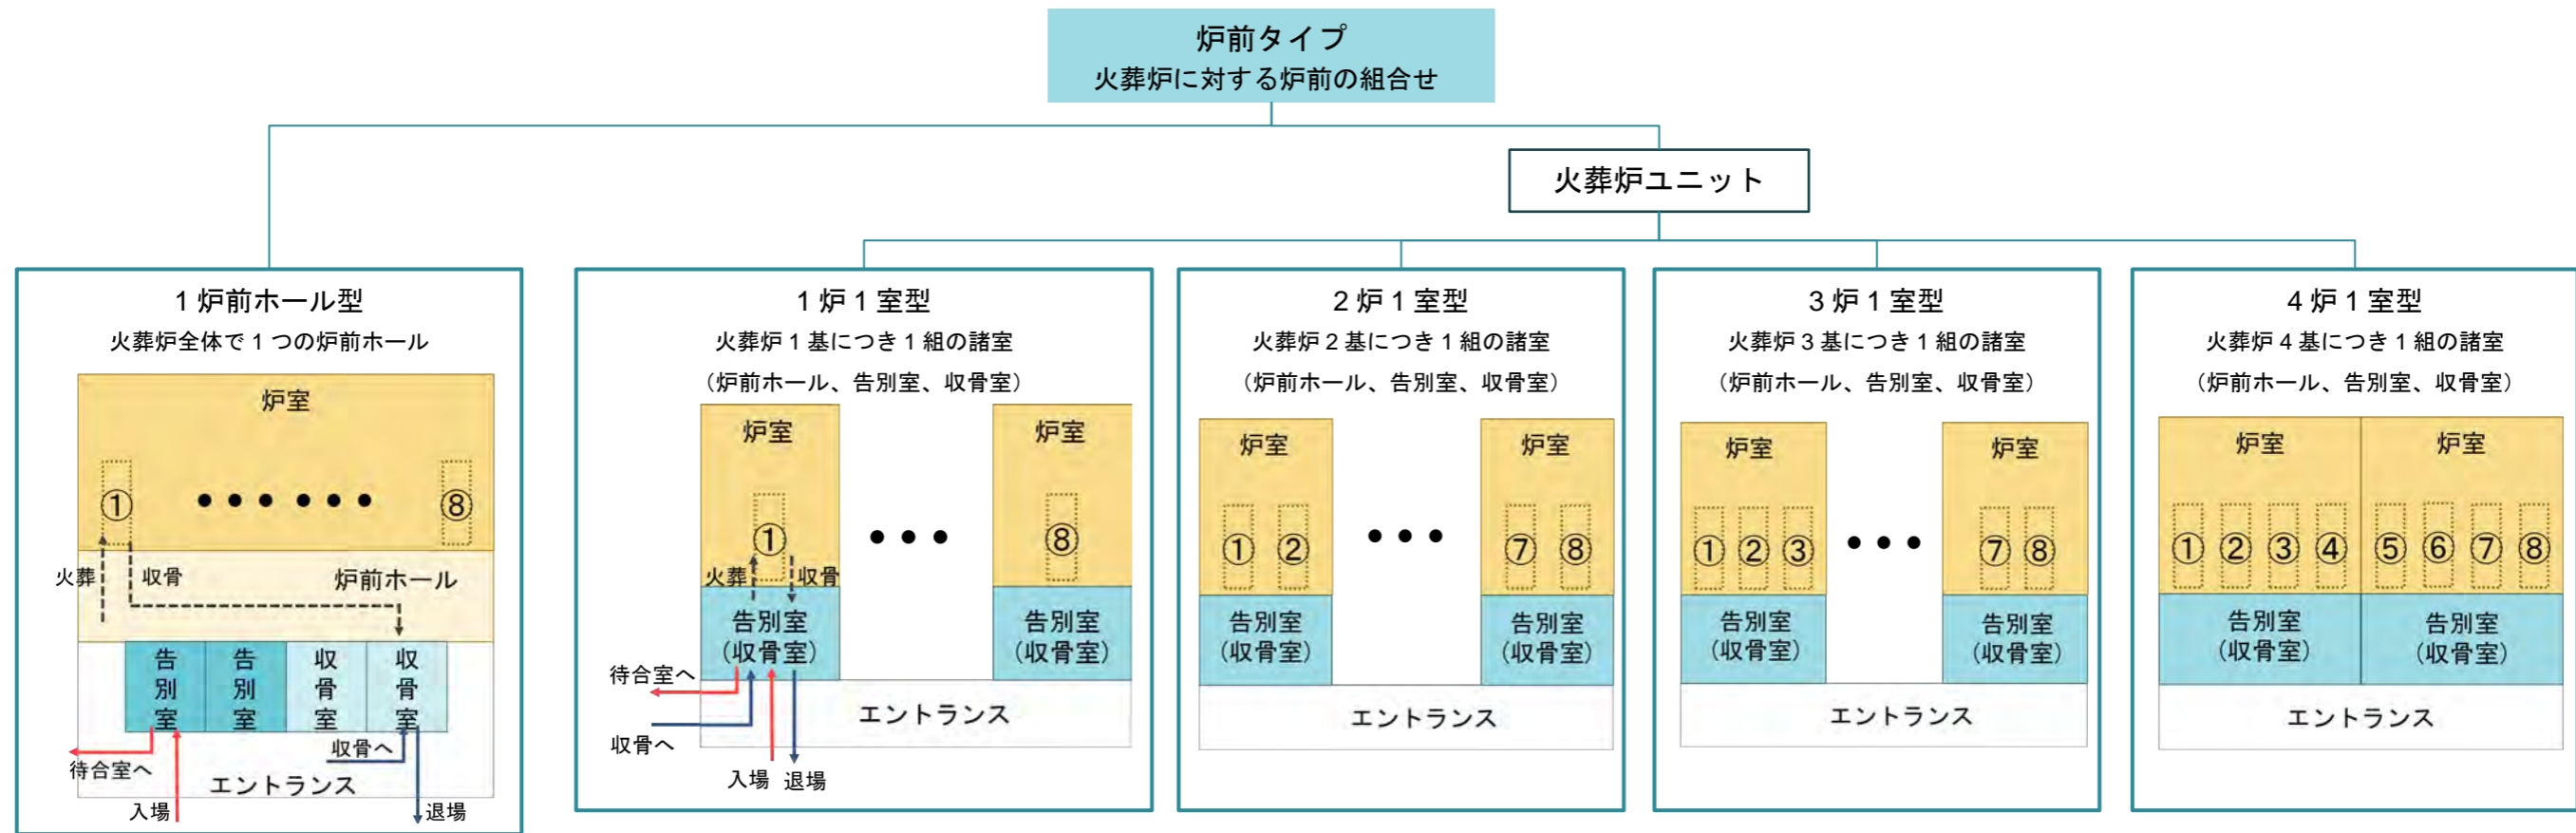 炉前タイプ
火葬炉に対する炉前の組合せ
火葬炉ユニット
1炉前ホール型
火葬炉全体で1つの炉前ホール
炉室
①
⑧
火葬
収骨
炉前ホール
告別室
告別室
収骨室
収骨室
収骨へ
待合室へ
エントランス
入場
退場
1炉1室型
火葬炉1基につき1組の諸室
（炉前ホール、告別室、収骨室）
炉室
炉室
①
⑧
火葬
収骨
告別室
（収骨室）
告別室
（収骨室）
待合室へ
エントランス
収骨へ
入場
退場
2炉1室型
火葬炉2基につき1組の諸室
（炉前ホール、告別室、収骨室）
炉室
炉室
① ②
⑦ ⑧
告別室
（収骨室）
告別室
（収骨室）
エントランス
3炉1室型
火葬炉3基につき1組の諸室
（炉前ホール、告別室、収骨室）
炉室
炉室
① ② ③
⑦ ⑧
告別室
（収骨室）
告別室
（収骨室）
エントランス
4炉1室型
火葬炉4基につき1組の諸室
（炉前ホール、告別室、収骨室）
炉室
炉室
① ② ③ ④
⑤ ⑥ ⑦ ⑧
告別室
（収骨室）
告別室
（収骨室）
エントランス